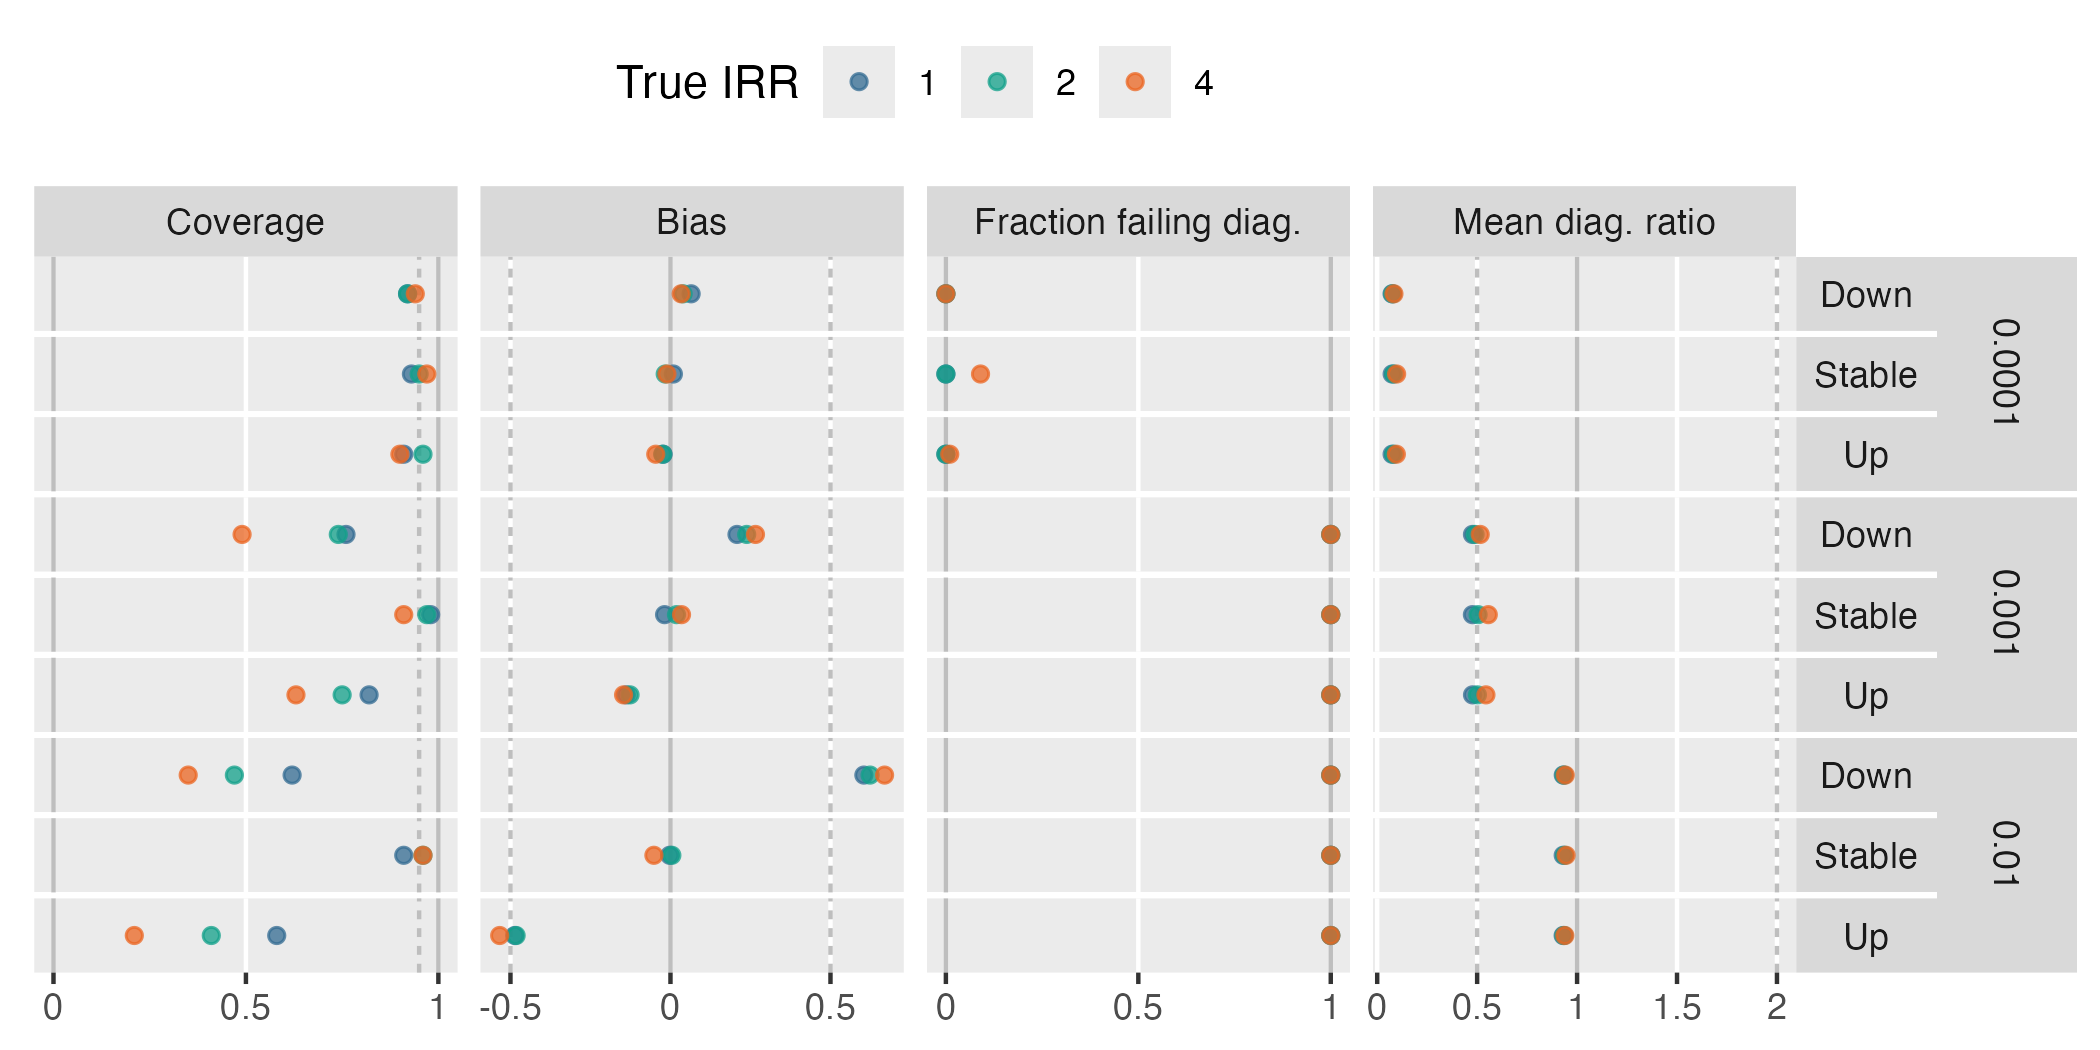 True IRR 1 2 4
Coverage Bias Fraction failing diag. Mean diag. ratio
Down
Stable
Up
0.0001
Down
Stable
Up
0.001
Down
Stable
Up
0.01
0 0.5 1 -0.5 0 0.5 0 0.5 1 0 0.5 1 1.5 2